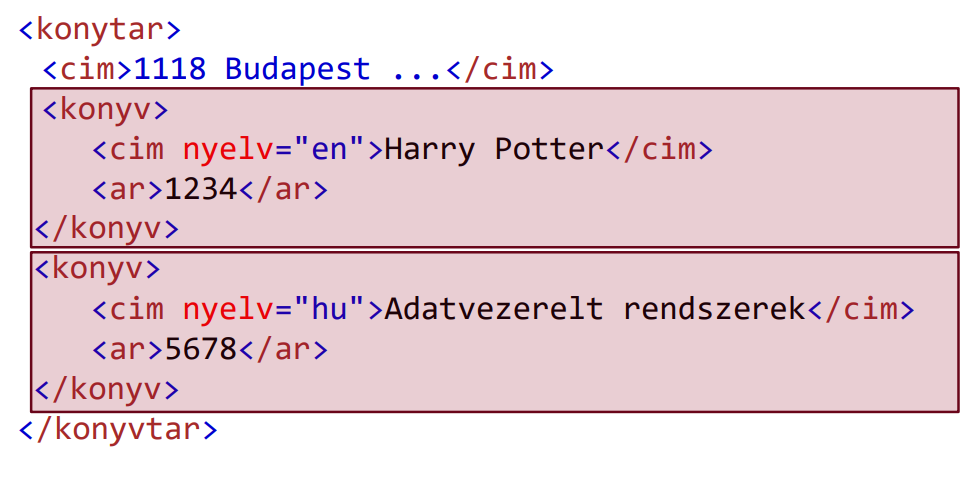 <konytar>
<cim>1118 Budapest ...</cim>
<konyv>
<cim nyelv="en">Harry Potter</cim>
<ar>1234</ar>
</konyv>
<konyv>
<cim nyelv="hu">Adatvezerelt rendszerek</cim>
<ar>5678</ar>
</konyv>
</konyvtar>